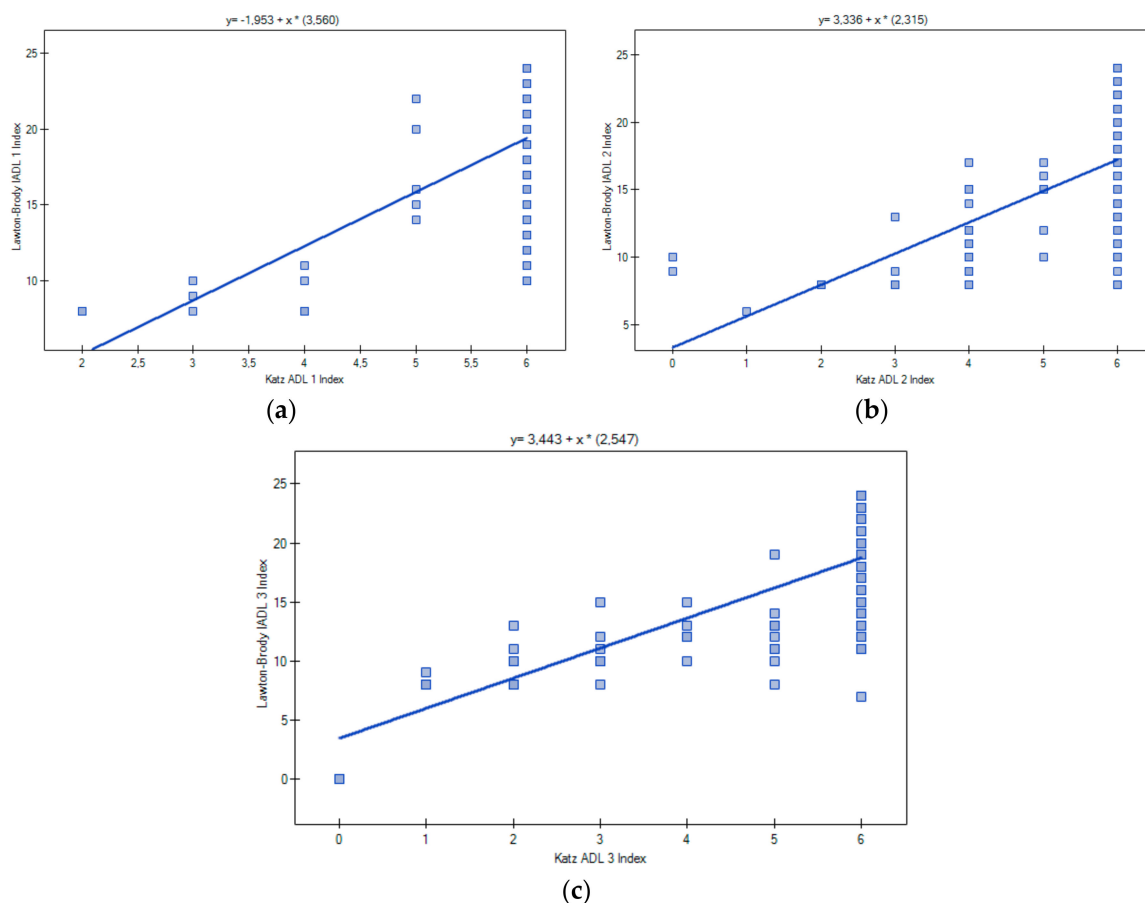 y= -1,953 + x * (3,560)
25
20
15
10
Lawton-Brody IADL 1 Index
2 2,5 3 3,5 4 4,5 5 5,5 6
Katz ADL 1 Index
(a)
y= 3,336 + x * (2,315)
25
20
15
10
5
Lawton-Brody IADL 2 Index
0 1 2 3 4 5 6
Katz ADL 2 Index
(b)
y= 3,443 + x * (2,547)
25
20
15
10
5
0
Lawton-Brody IADL 3 Index
0 1 2 3 4 5 6
Katz ADL 3 Index
(c)